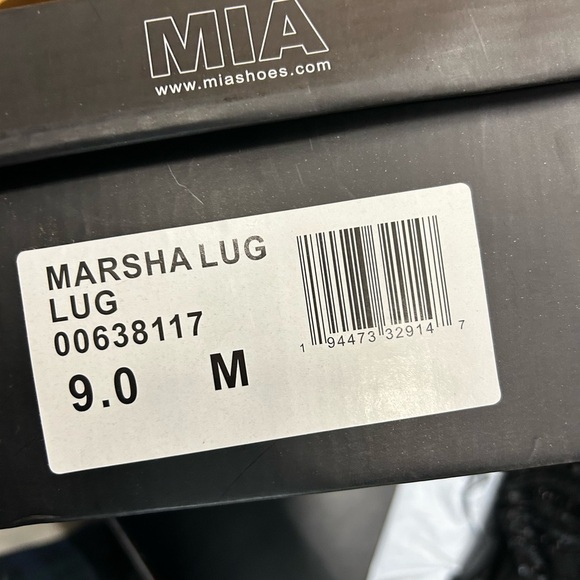 MIA
www.miashoes.com
MARSHA LUG
LUG
00638117
9.0 M
1 94473 32914 7